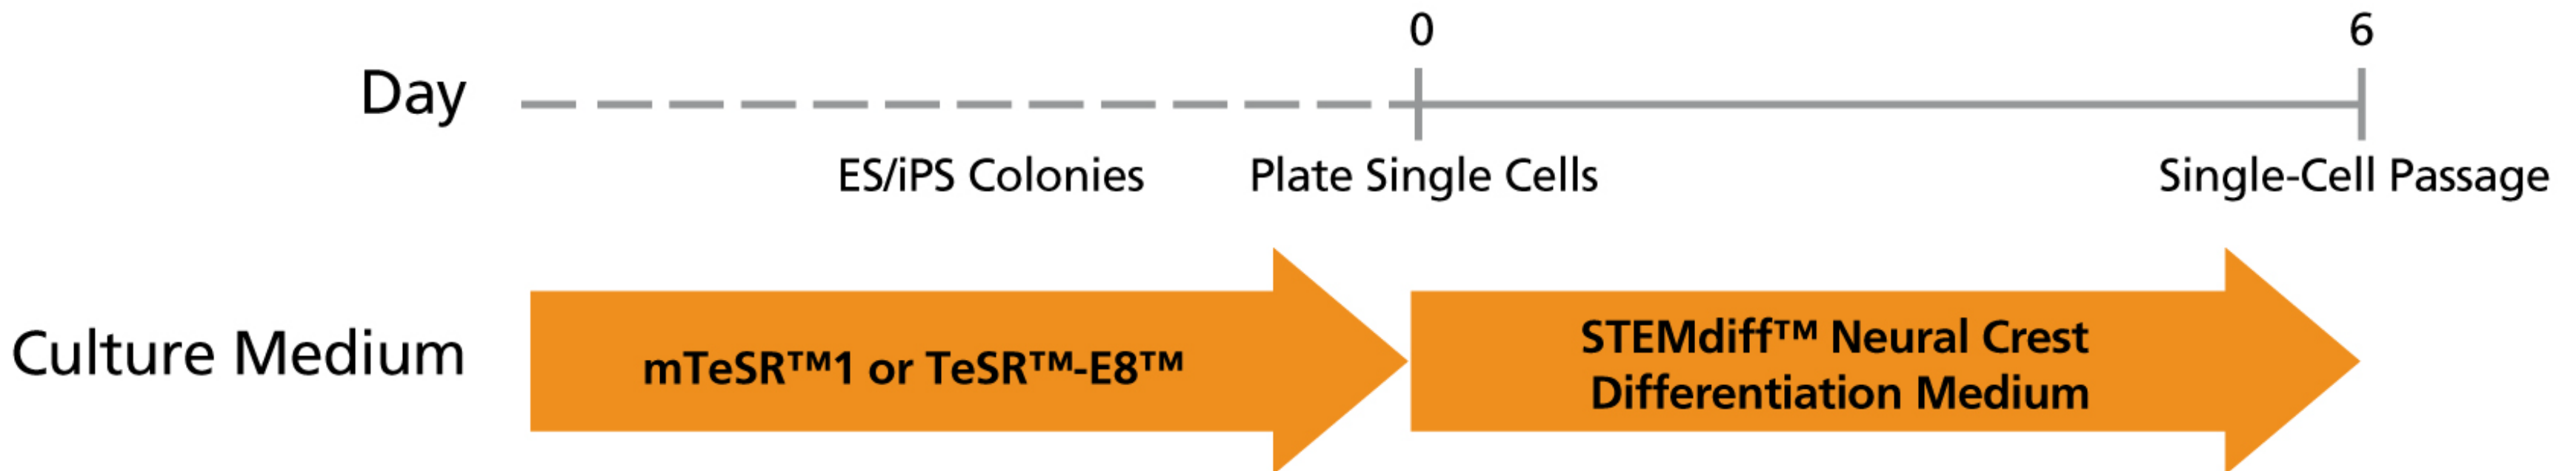 0 6
Day
ES/iPS Colonies Plate Single Cells Single-Cell Passage
Culture Medium
mTeSR™1 or TeSR™-E8™
STEMdiff™ Neural Crest
Differentiation Medium